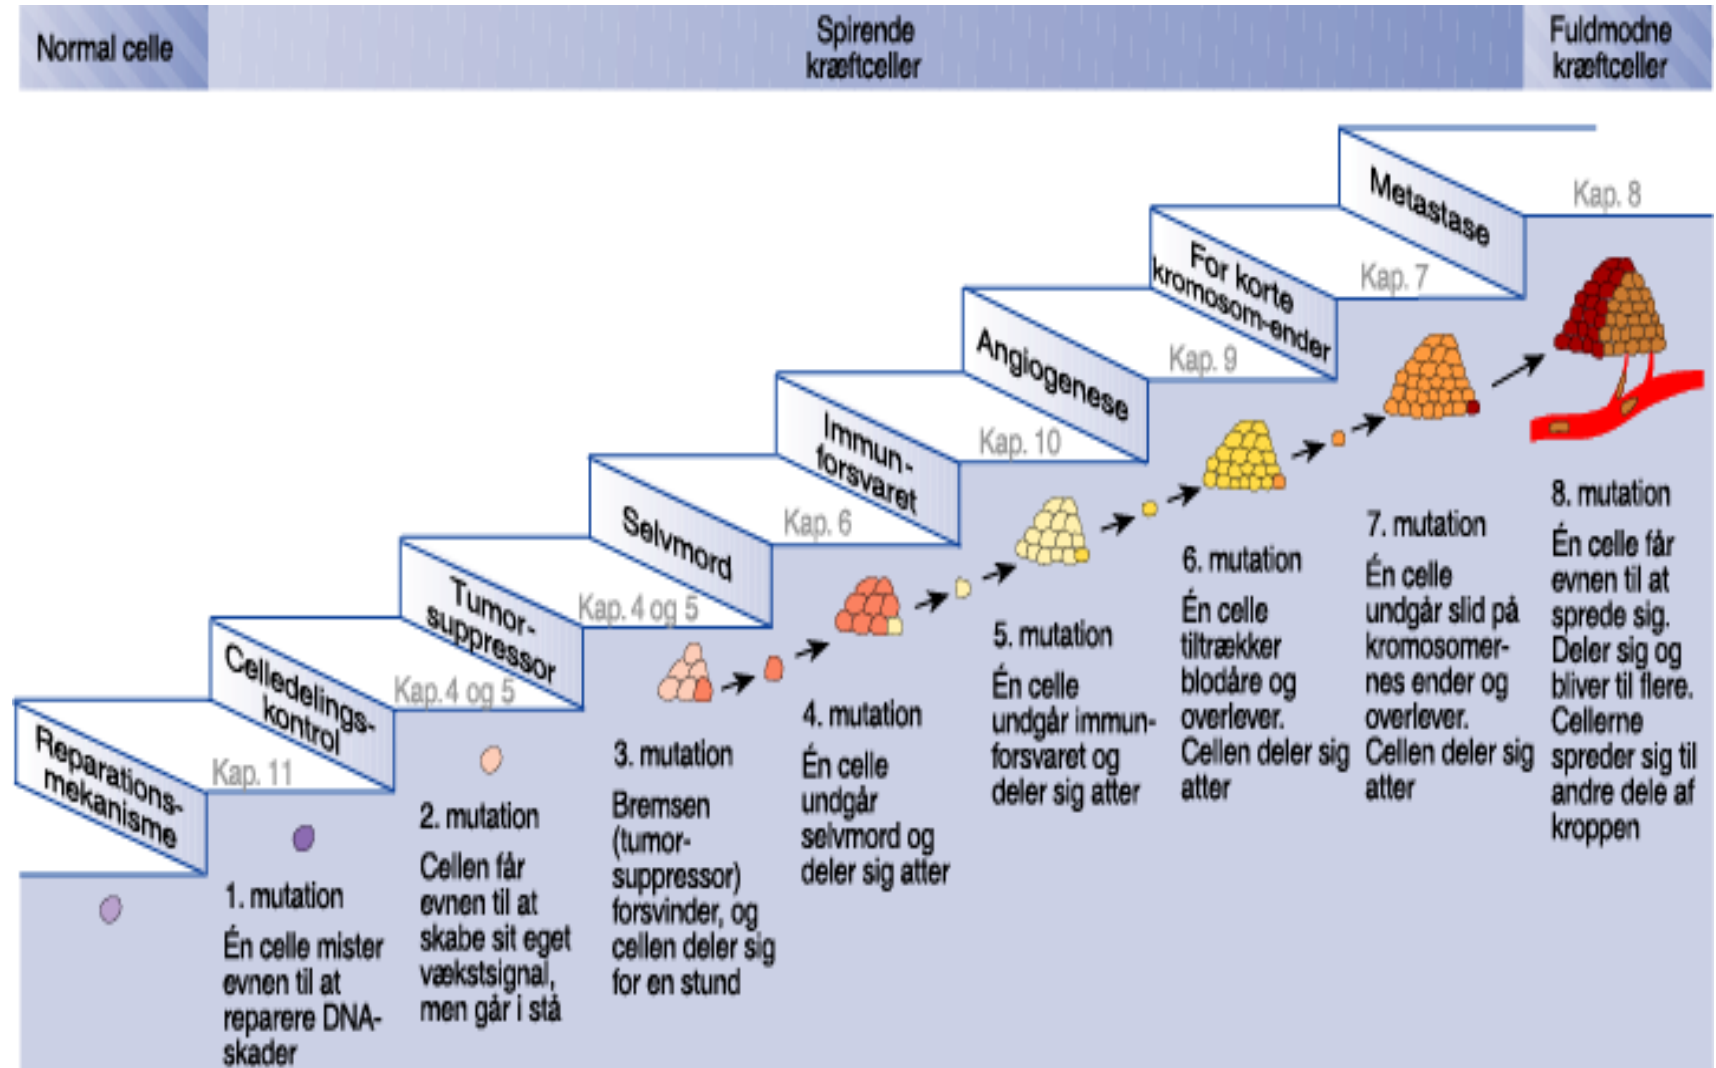 Normal celle
Spirende
kræftceller
Fuldmodne
kræftceller
Reparations-
mekanisme
Kap. 11
Celledelings-
kontrol
Kap.4 og 5
Tumor-
suppressor
Kap. 4 og 5
Selvmord
Kap. 6
Immun-
forsvaret
Kap. 10
Angiogenese
Kap. 9
For korte
kromosom-ender
Kap. 7
Metastase
Kap. 8
1. mutation
Én celle mister
evnen til at
reparere DNA-
skader
2. mutation
Cellen får
evnen til at
skabe sit eget
vækstsignal,
men går i stå
3. mutation
Bremsen
(tumor-
suppressor)
forsvinder, og
cellen deler sig
for en stund
4. mutation
Én celle
undgår
selvmord og
deler sig atter
5. mutation
Én celle
undgår immun-
forsvaret og
deler sig atter
6. mutation
Én celle
tiltrækker
blodåre og
overlever.
Cellen deler sig
atter
7. mutation
Én celle
undgår slid på
kromosomer-
nes ender og
overlever.
Cellen deler sig
atter
8. mutation
Én celle får
evnen til at
sprede sig.
Deler sig og
bliver til flere.
Cellerne
spreder sig til
andre dele af
kroppen